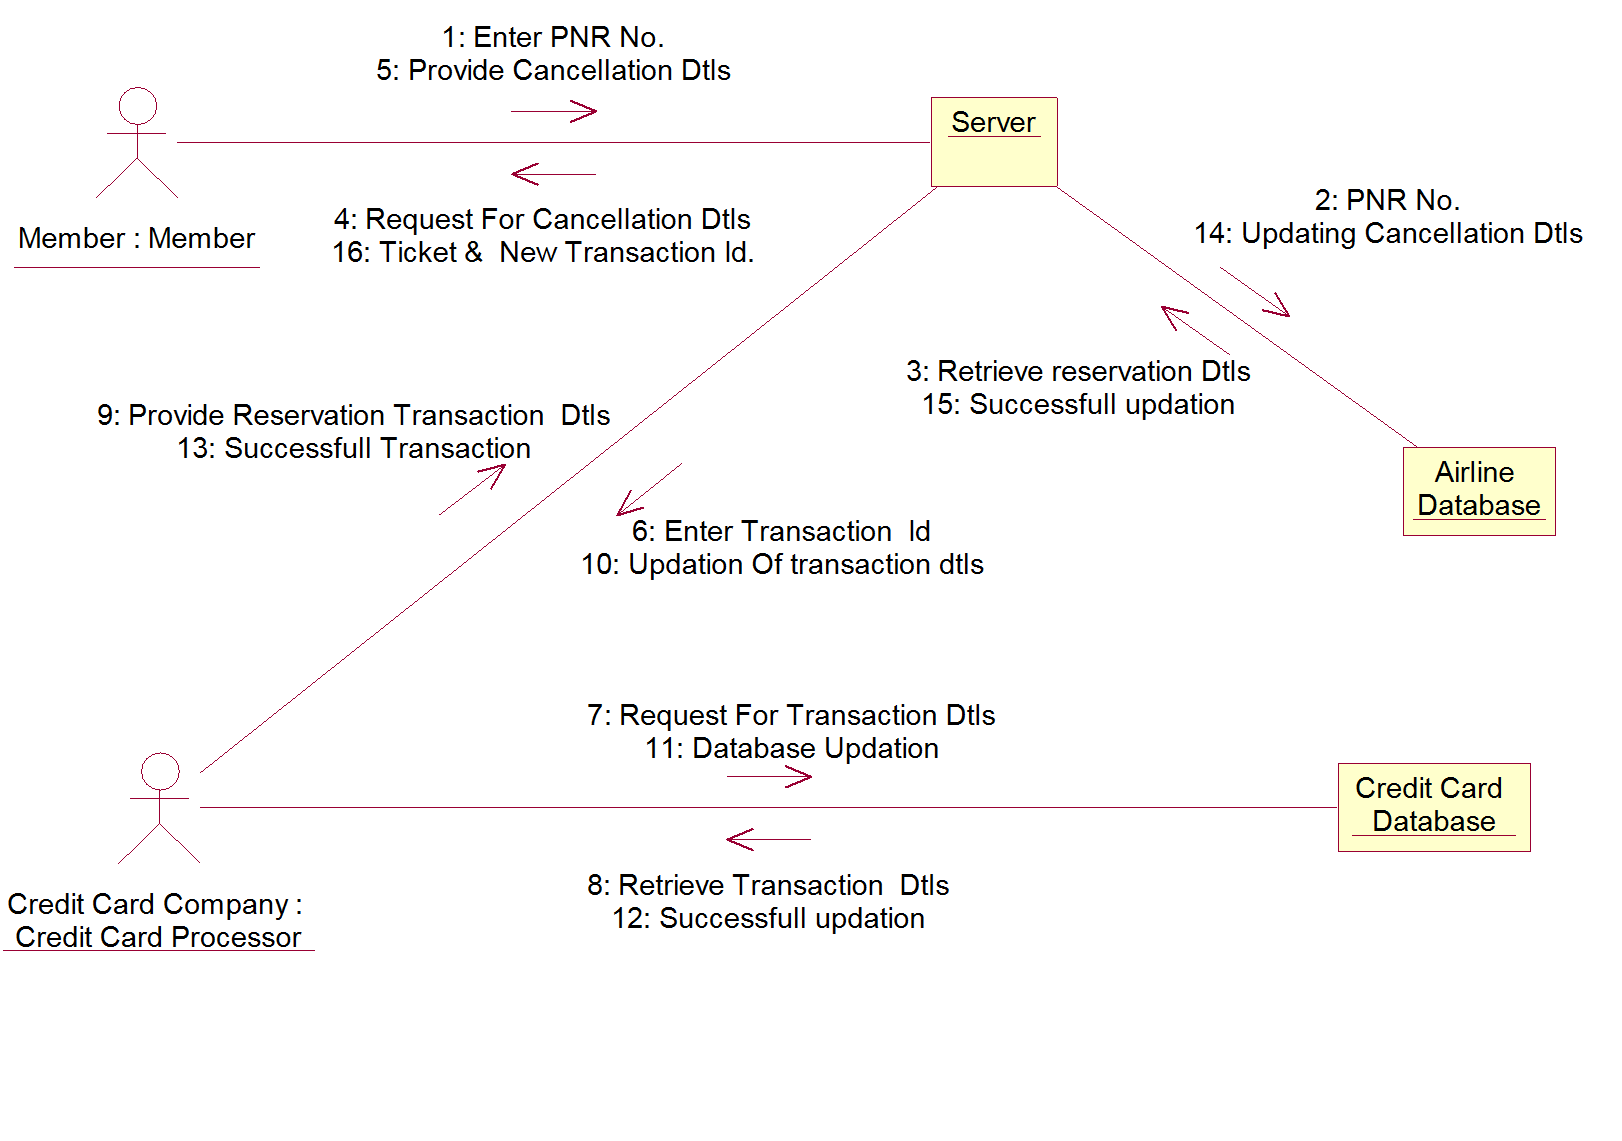 1: Enter PNR No.
5: Provide Cancellation Dtls
Server
Member : Member
4: Request For Cancellation Dtls
16: Ticket &  New Transaction Id.
2: PNR No.
14: Updating Cancellation Dtls
3: Retrieve reservation Dtls
15: Successfull updation
9: Provide Reservation Transaction  Dtls
13: Successfull Transaction
Airline
Database
6: Enter Transaction  Id
10: Updation Of transaction dtls
7: Request For Transaction Dtls
11: Database Updation
Credit Card
Database
8: Retrieve Transaction  Dtls
12: Successfull updation
Credit Card Company :
Credit Card Processor